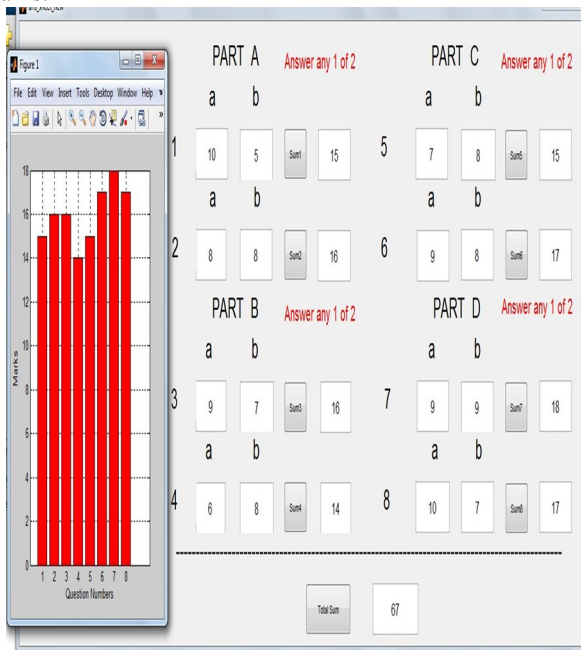 Figure 1
File Edit View Insert Tools Desktop Window Help
18
16
14
12
10
8
6
4
2
0
Marks
1 2 3 4 5 6 7 8
Question Numbers
PART A Answer any 1 of 2
a b
1 10 5 Sum1 15
a b
2 8 8 Sum2 16
PART B Answer any 1 of 2
a b
3 9 7 Sum3 16
a b
4 6 8 Sum4 14
PART C Answer any 1 of 2
a b
5 7 8 Sum5 15
a b
6 9 8 Sum6 17
PART D Answer any 1 of 2
a b
7 9 9 Sum7 18
a b
8 10 7 Sum8 17
Total Sum 67